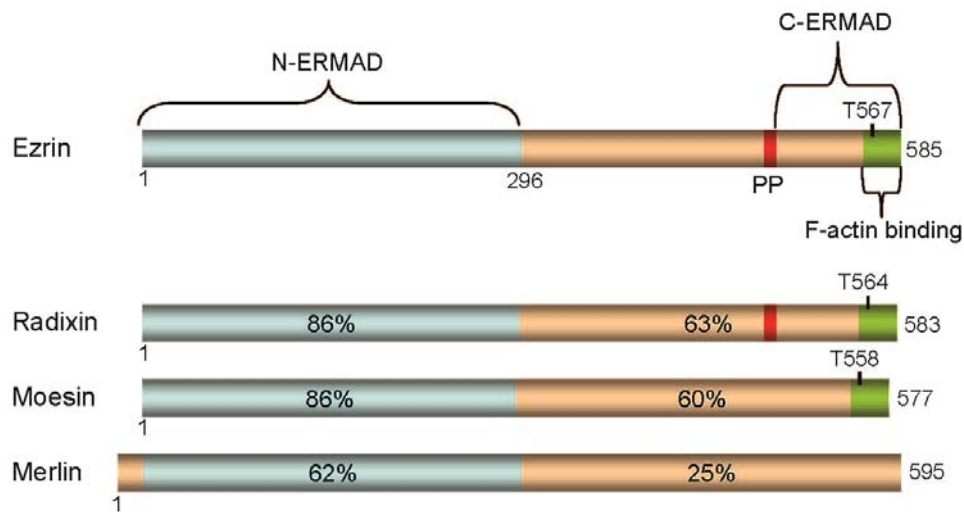 C-ERMAD
N-ERMAD
T567
Ezrin
585
1
296
PP
F-actin binding
T564
Radixin
86%
63%
583
1
T558
Moesin
86%
60%
577
1
Merlin
62%
25%
595
1